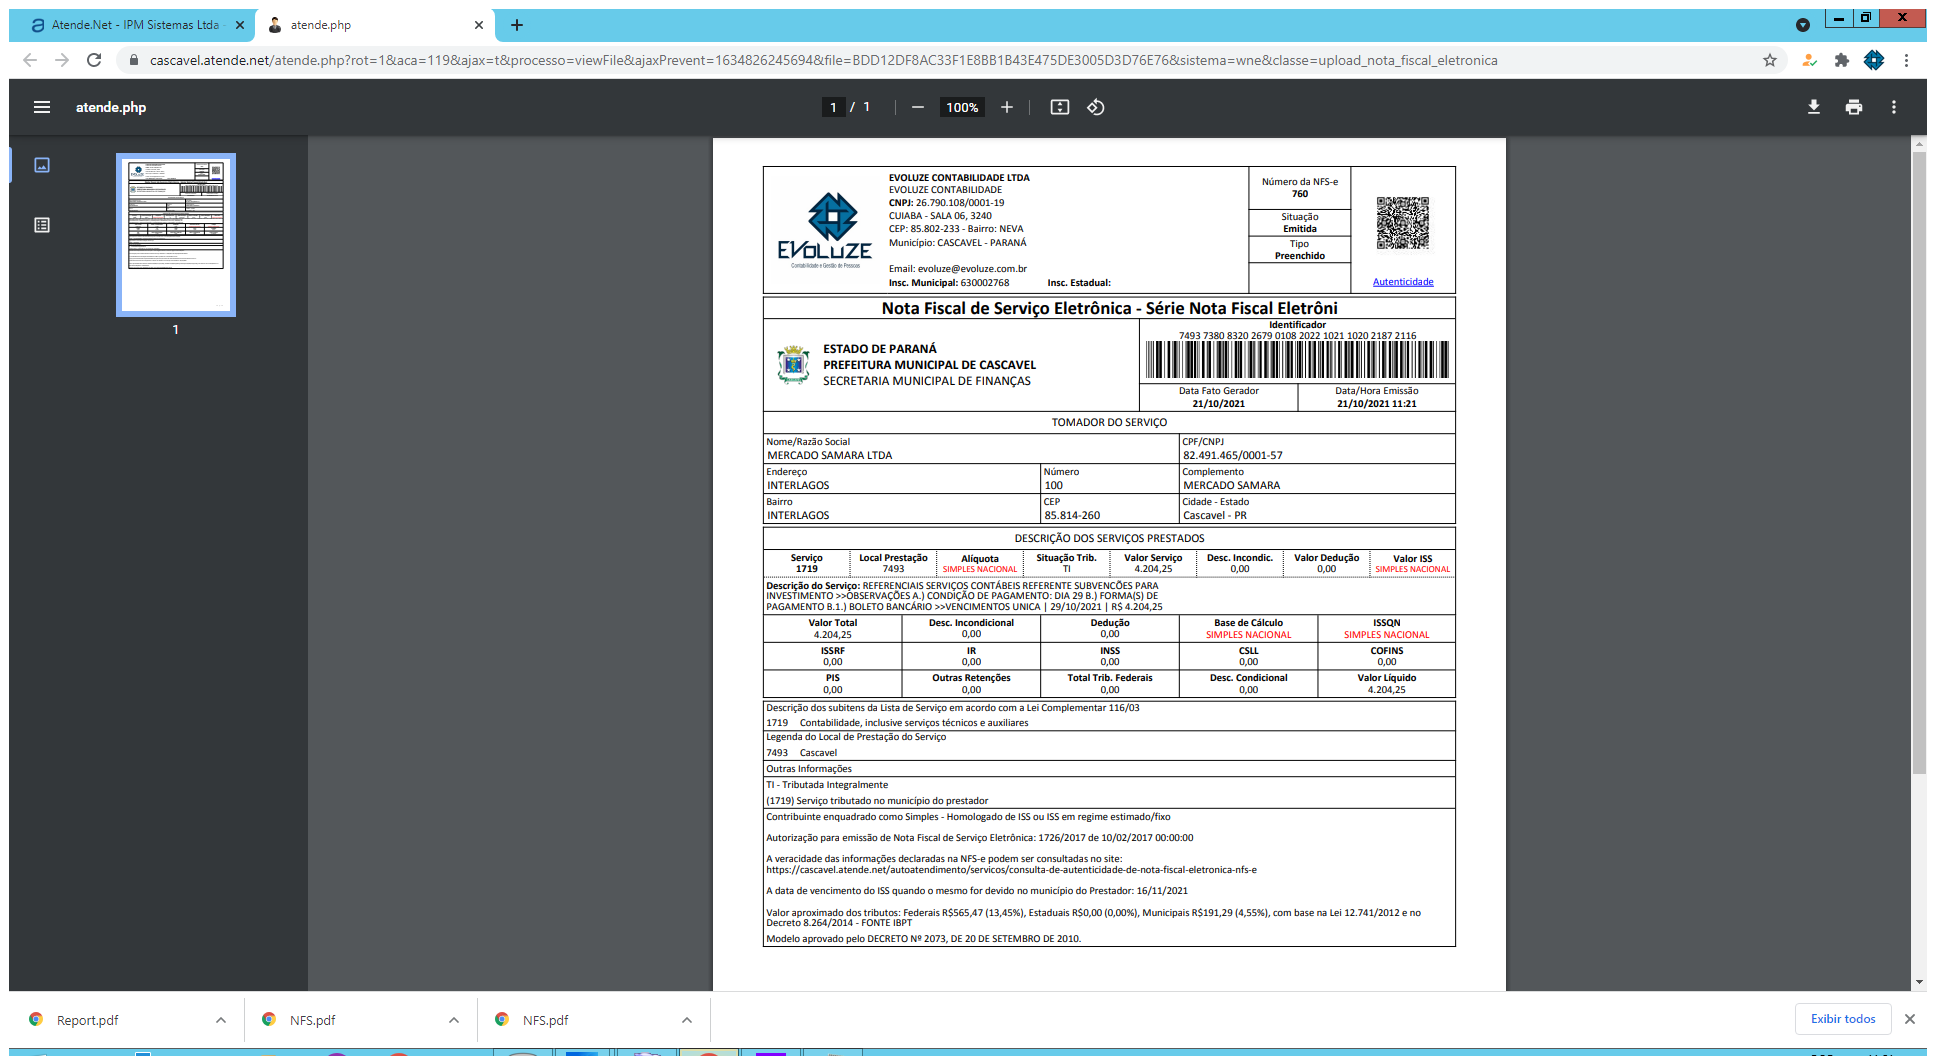 Atende.Net - IPM Sistemas Ltda -
atende.php
cascavel.atende.net/atende.php?rot=1&aca=119&ajax=t&processo=viewFile&ajaxPrevent=1634826245694&file=BDD12DF8AC33F1E8BB1B43E475DE3005D3D76E76&sistema=wne&classe=upload_nota_fiscal_eletronica
atende.php
1 / 1
100%
1
EVOLUZE
Contabilidade e Gestão de Pessoas
EVOLUZE CONTABILIDADE LTDA
EVOLUZE CONTABILIDADE
CNPJ: 26.790.108/0001-19
CUIABA - SALA 06, 3240
CEP: 85.802-233 - Bairro: NEVA
Município: CASCAVEL - PARANÁ
Email: evoluze@evoluze.com.br
Insc. Municipal: 630002768 Insc. Estadual:
Número da NFS-e
760
Situação
Emitida
Tipo
Preenchido
Autenticidade
Nota Fiscal de Serviço Eletrônica - Série Nota Fiscal Eletrôni
ESTADO DE PARANÁ
PREFEITURA MUNICIPAL DE CASCAVEL
SECRETARIA MUNICIPAL DE FINANÇAS
Identificador
7493 7380 8320 2679 0108 2022 1021 1020 2187 2116
Data Fato Gerador
21/10/2021
Data/Hora Emissão
21/10/2021 11:21
TOMADOR DO SERVIÇO
Nome/Razão Social CPF/CNPJ
MERCADO SAMARA LTDA 82.491.465/0001-57
Endereço Número Complemento
INTERLAGOS 100 MERCADO SAMARA
Bairro CEP Cidade - Estado
INTERLAGOS 85.814-260 Cascavel - PR
DESCRIÇÃO DOS SERVIÇOS PRESTADOS
Serviço Local Prestação Alíquota Situação Trib. Valor Serviço Desc. Incondic. Valor Dedução Valor ISS
1719 7493 SIMPLES NACIONAL TI 4.204,25 0,00 0,00 SIMPLES NACIONAL
Descrição do Serviço: REFERENCIAIS SERVIÇOS CONTÁBEIS REFERENTE SUBVENCÕES PARA
INVESTIMENTO >>OBSERVAÇÕES A.) CONDIÇÃO DE PAGAMENTO: DIA 29 B.) FORMA(S) DE
PAGAMENTO B.1.) BOLETO BANCÁRIO >>VENCIMENTOS UNICA | 29/10/2021 | R$ 4.204,25
Valor Total Desc. Incondicional Dedução Base de Cálculo ISSQN
4.204,25 0,00 0,00 SIMPLES NACIONAL SIMPLES NACIONAL
ISSRF IR INSS CSLL COFINS
0,00 0,00 0,00 0,00 0,00
PIS Outras Retenções Total Trib. Federais Desc. Condicional Valor Líquido
0,00 0,00 0,00 0,00 4.204,25
Descrição dos subitens da Lista de Serviço em acordo com a Lei Complementar 116/03
1719 Contabilidade, inclusive serviços técnicos e auxiliares
Legenda do Local de Prestação do Serviço
7493 Cascavel
Outras Informações
TI - Tributada Integralmente
(1719) Serviço tributado no município do prestador
Contribuinte enquadrado como Simples - Homologado de ISS ou ISS em regime estimado/fixo
Autorização para emissão de Nota Fiscal de Serviço Eletrônica: 1726/2017 de 10/02/2017 00:00:00
A veracidade das informações declaradas na NFS-e podem ser consultadas no site:
https://cascavel.atende.net/autoatendimento/servicos/consulta-de-autenticidade-de-nota-fiscal-eletronica-nfs-e
A data de vencimento do ISS quando o mesmo for devido no município do Prestador: 16/11/2021
Valor aproximado dos tributos: Federais R$565,47 (13,45%), Estaduais R$0,00 (0,00%), Municipais R$191,29 (4,55%), com base na Lei 12.741/2012 e no
Decreto 8.264/2014 - FONTE IBPT
Modelo aprovado pelo DECRETO Nº 2073, DE 20 DE SETEMBRO DE 2010.
Report.pdf
NFS.pdf
NFS.pdf
Exibir todos